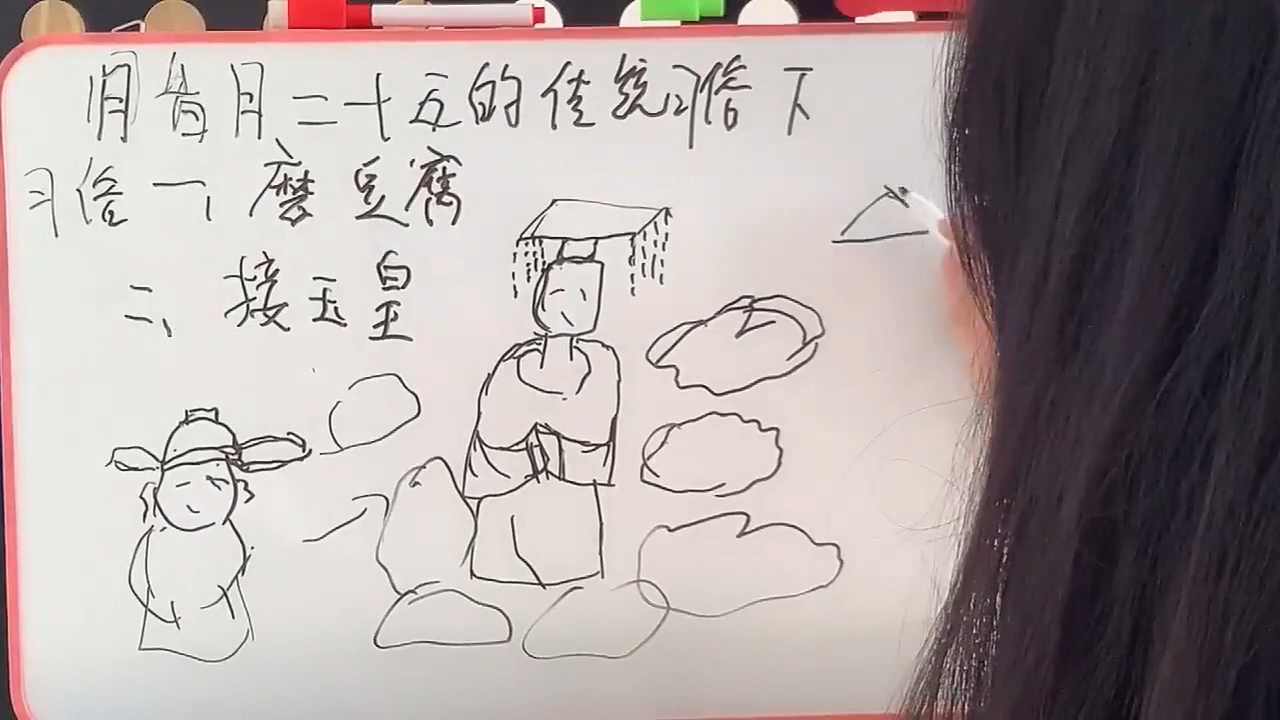 腊月二十五的传统习俗下
习俗一、磨豆腐
二、接玉皇